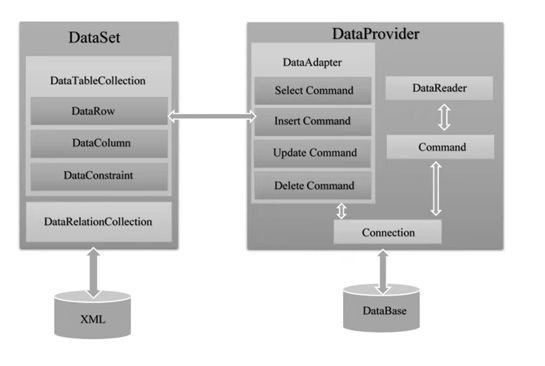 DataSet
DataTableCollection
DataRow
DataColumn
DataConstraint
DataRelationCollection
XML
DataProvider
DataAdapter
Select Command
Insert Command
Update Command
Delete Command
DataReader
Command
Connection
DataBase